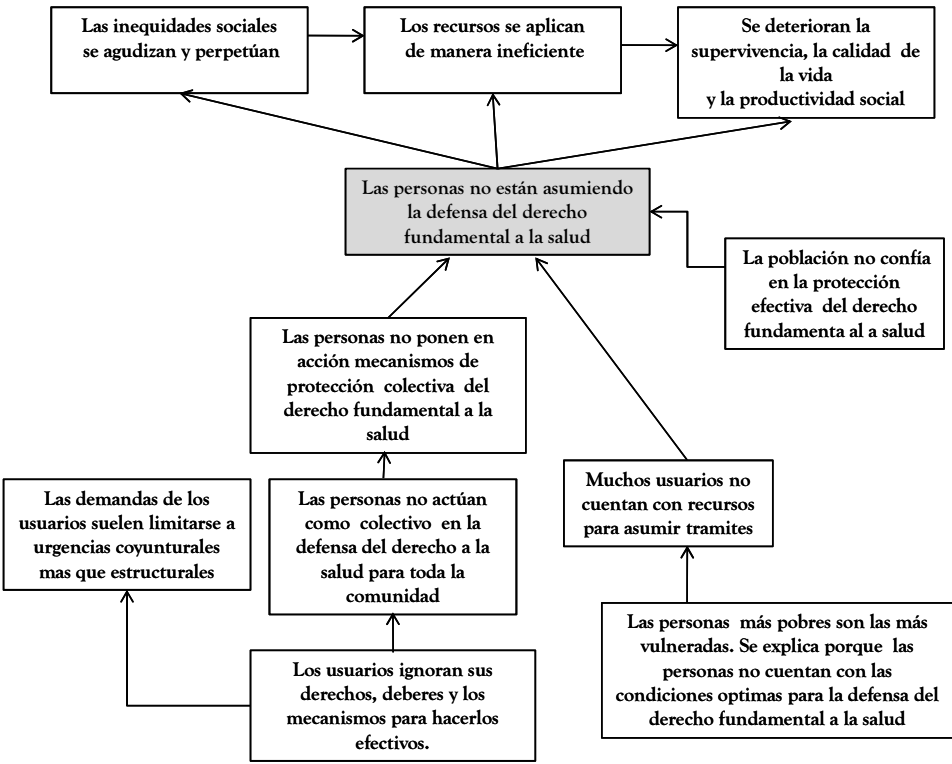 Las inequidades sociales
se agudizan y perpetúan
Los recursos se aplican
de manera ineficiente
Se deterioran la
supervivencia, la calidad de
la vida
y la productividad social
Las personas no están asumiendo
la defensa del derecho
fundamental a la salud
La población no confía
en la protección
efectiva del derecho
fundamenta al a salud
Las personas no ponen en
acción mecanismos de
protección colectiva del
derecho fundamental a la
salud
Muchos usuarios no
cuentan con recursos
para asumir tramites
Las demandas de los
usuarios suelen limitarse a
urgencias coyunturales
mas que estructurales
Las personas no actúan
como colectivo en la
defensa del derecho a la
salud para toda la
comunidad
Las personas más pobres son las más
vulneradas. Se explica porque las
personas no cuentan con las
condiciones optimas para la defensa del
derecho fundamental a la salud
Los usuarios ignoran sus
derechos, deberes y los
mecanismos para hacerlos
efectivos.